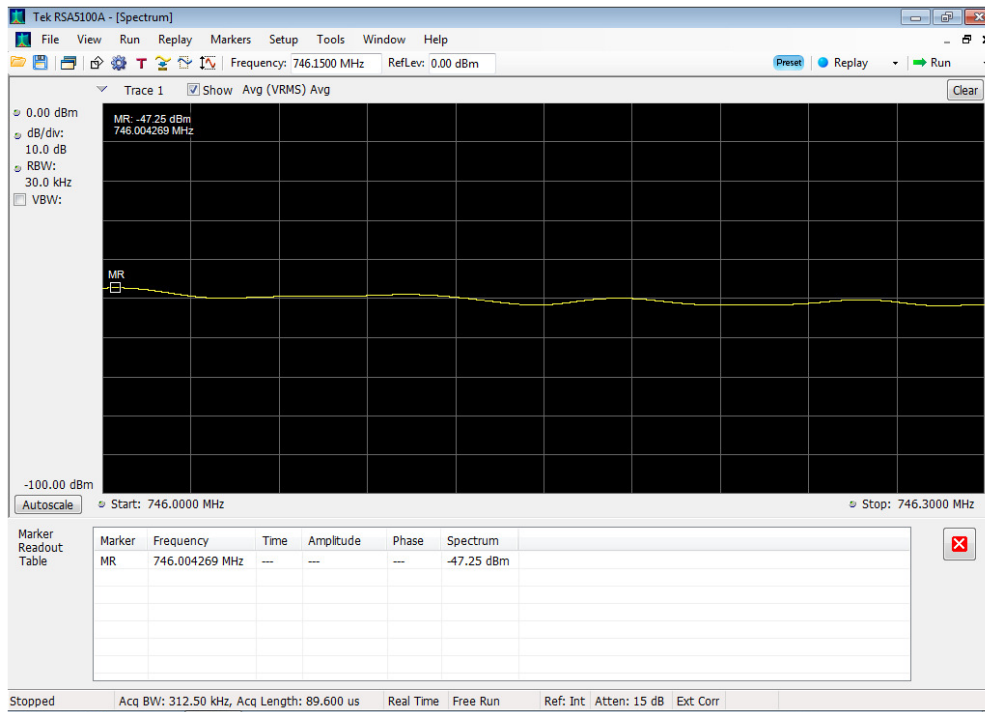 Tek RSA5100A - [Spectrum]
File View Run Replay Markers Setup Tools Window Help
Frequency: 746.1500 MHz RefLev: 0.00 dBm Preset Replay Run
Trace 1 Show Avg (VRMS) Avg Clear
0.00 dBm
dB/div:
10.0 dB
RBW:
30.0 kHz
VBW:
MR: -47.25 dBm
746.004269 MHz
MR
-100.00 dBm
Autoscale Start: 746.0000 MHz Stop: 746.3000 MHz
Marker
Readout
Table
Marker Frequency Time Amplitude Phase Spectrum
MR 746.004269 MHz --- --- --- -47.25 dBm
Stopped Acq BW: 312.50 kHz, Acq Length: 89.600 us Real Time Free Run Ref: Int Atten: 15 dB Ext Corr